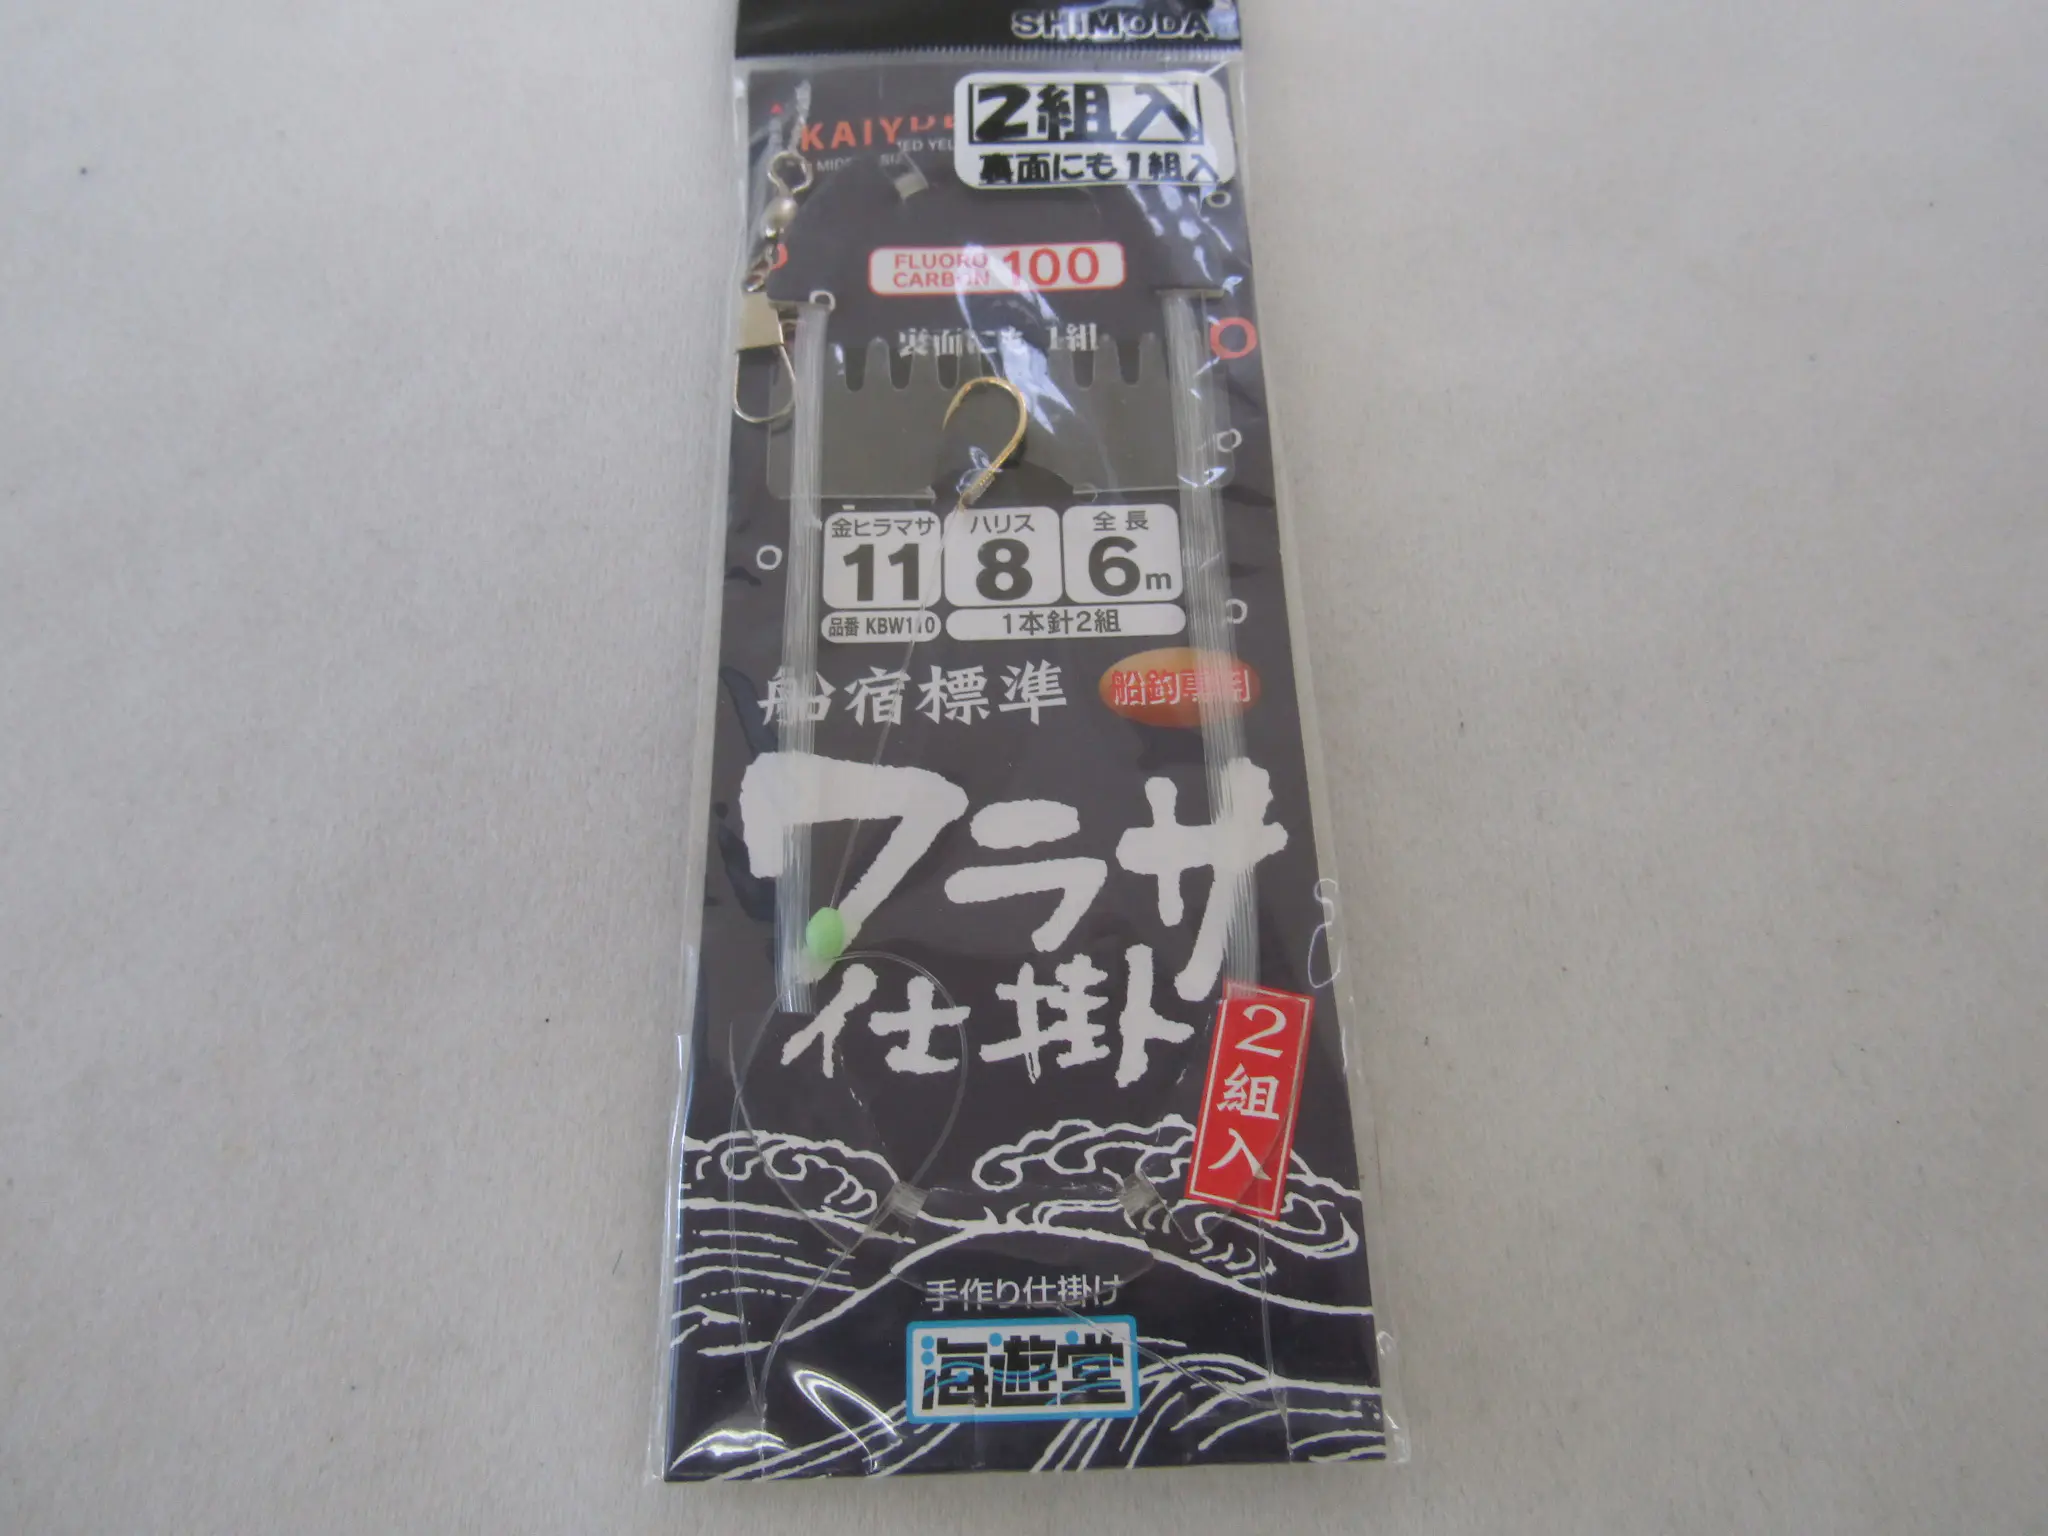 SHIMODA
2組入
裏面にも1組入
FLUORO
CARBON 100
裏面にも 1組
金ヒラマサ ハリス 全長
11 8 6m
品番 KBW110 1本針2組
船宿標準 船釣専用
ワラサ
仕掛
2組入
手作り仕掛け
海遊堂